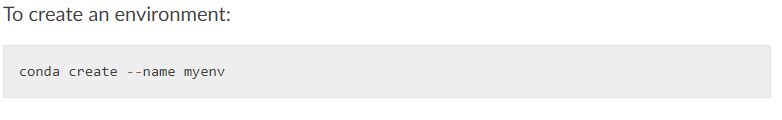 To create an environment:
conda create --name myenv